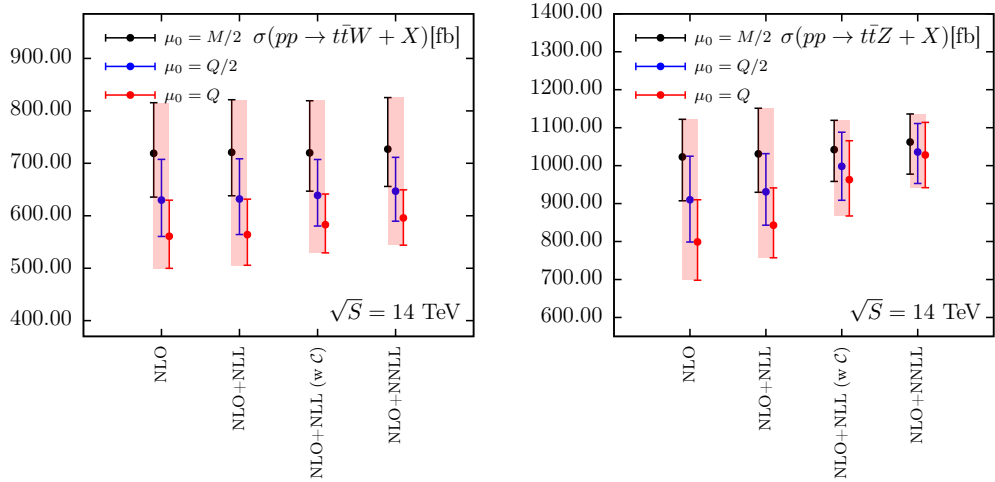 σ(pp → tt̄W + X)[fb]
μ₀ = M/2
μ₀ = Q/2
μ₀ = Q
900.00
800.00
700.00
600.00
500.00
400.00
√S = 14 TeV
NLO
NLO+NLL
NLO+NLL (w C)
NLO+NNLL
σ(pp → tt̄Z + X)[fb]
μ₀ = M/2
μ₀ = Q/2
μ₀ = Q
1400.00
1300.00
1200.00
1100.00
1000.00
900.00
800.00
700.00
600.00
√S = 14 TeV
NLO
NLO+NLL
NLO+NLL (w C)
NLO+NNLL